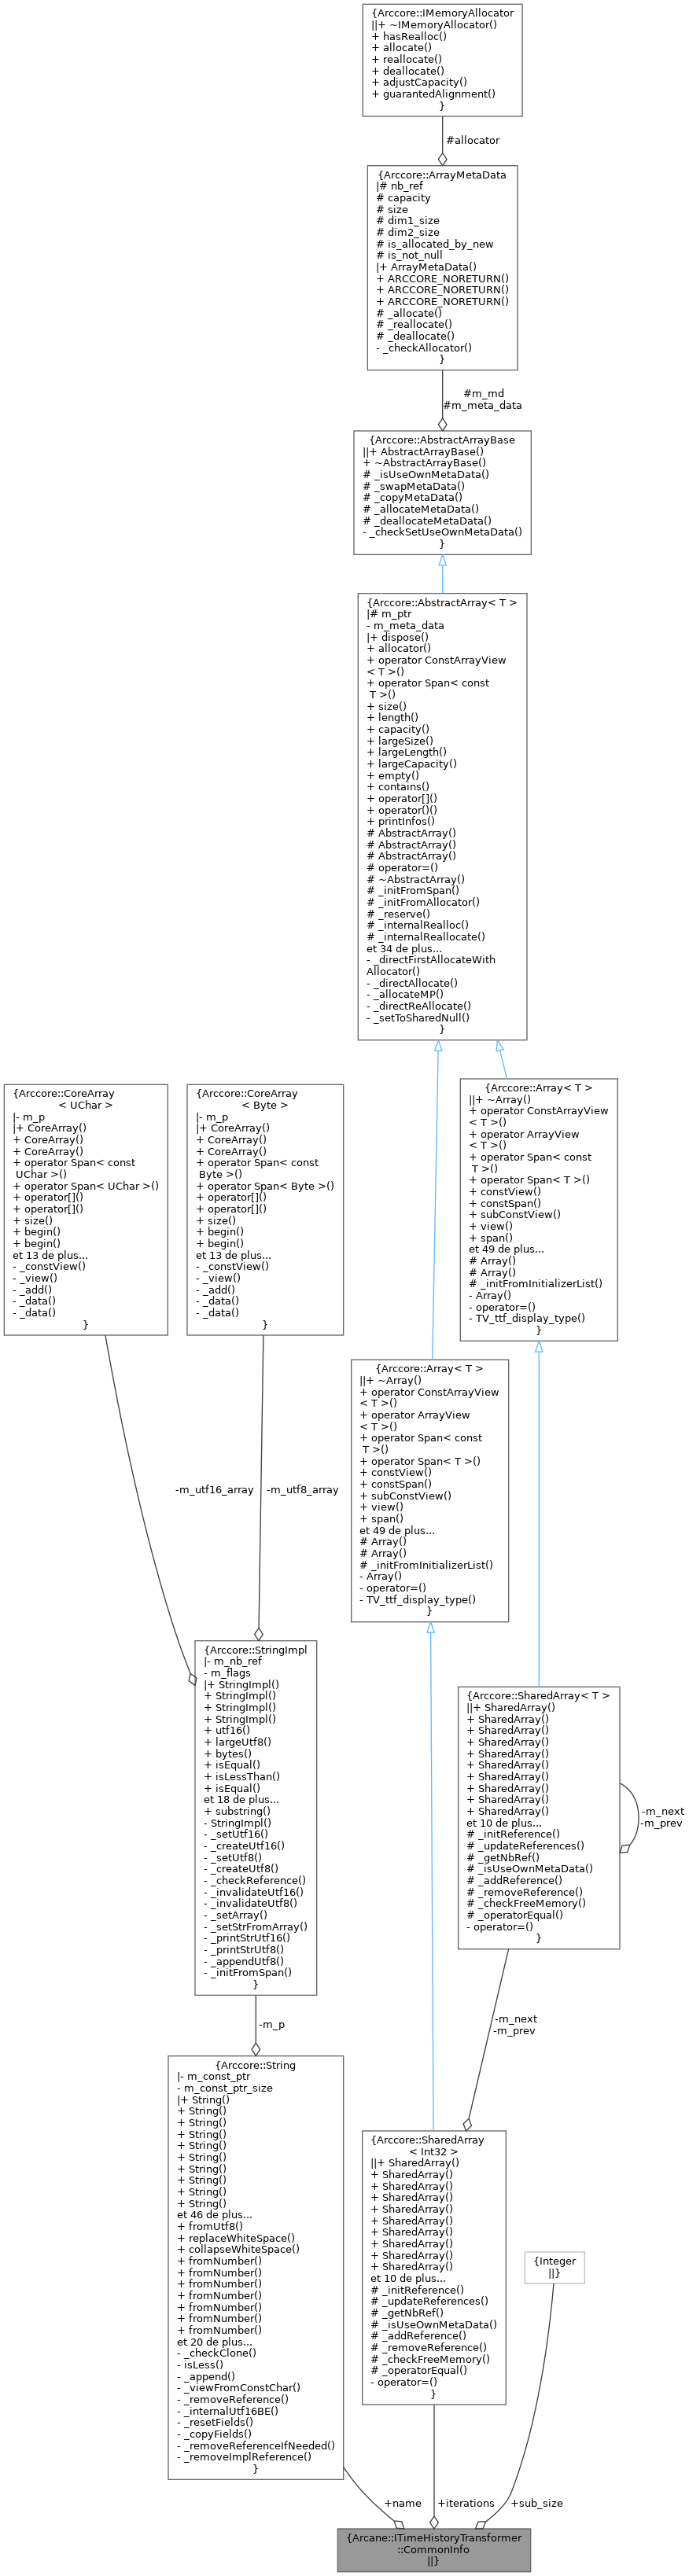 {Arccore::IMemoryAllocator
||+ ~IMemoryAllocator()
+ hasRealloc()
+ allocate()
+ reallocate()
+ deallocate()
+ adjustCapacity()
+ guarantedAlignment()
}
#allocator
{Arccore::ArrayMetaData
|# nb_ref
# capacity
# size
# dim1_size
# dim2_size
# is_allocated_by_new
# is_not_null
|+ ArrayMetaData()
+ ARCCORE_NORETURN()
+ ARCCORE_NORETURN()
+ ARCCORE_NORETURN()
# _allocate()
# _reallocate()
# _deallocate()
- _checkAllocator()
}
#m_md
#m_meta_data
{Arccore::AbstractArrayBase
||+ AbstractArrayBase()
+ ~AbstractArrayBase()
# _isUseOwnMetaData()
# _swapMetaData()
# _copyMetaData()
# _allocateMetaData()
# _deallocateMetaData()
- _checkSetUseOwnMetaData()
}
{Arccore::AbstractArray< T >
|# m_ptr
- m_meta_data
|+ dispose()
+ allocator()
+ operator ConstArrayView
< T >()
+ operator Span< const
T >()
+ size()
+ length()
+ capacity()
+ largeSize()
+ largeLength()
+ largeCapacity()
+ empty()
+ contains()
+ operator[]()
+ operator()()
+ printInfos()
# AbstractArray()
# AbstractArray()
# AbstractArray()
# operator=()
# ~AbstractArray()
# _initFromSpan()
# _initFromAllocator()
# _reserve()
# _internalRealloc()
# _internalReallocate()
et 34 de plus...
- _directFirstAllocateWith
Allocator()
- _directAllocate()
- _allocateMP()
- _directReAllocate()
- _setToSharedNull()
}
{Arccore::CoreArray
< UChar >
|- m_p
|+ CoreArray()
+ CoreArray()
+ CoreArray()
+ operator Span< const
UChar >()
+ operator Span< UChar >()
+ operator[]()
+ operator[]()
+ size()
+ begin()
+ begin()
et 13 de plus...
- _constView()
- _view()
- _add()
- _data()
- _data()
}
{Arccore::CoreArray
< Byte >
|- m_p
|+ CoreArray()
+ CoreArray()
+ CoreArray()
+ operator Span< const
Byte >()
+ operator Span< Byte >()
+ operator[]()
+ operator[]()
+ size()
+ begin()
+ begin()
et 13 de plus...
- _constView()
- _view()
- _add()
- _data()
- _data()
}
{Arccore::Array< T >
||+ ~Array()
+ operator ConstArrayView
< T >()
+ operator ArrayView
< T >()
+ operator Span< const
T >()
+ operator Span< T >()
+ constView()
+ constSpan()
+ subConstView()
+ view()
+ span()
et 49 de plus...
# Array()
# Array()
# _initFromInitializerList()
- Array()
- operator=()
- TV_ttf_display_type()
}
{Arccore::Array< T >
||+ ~Array()
+ operator ConstArrayView
< T >()
+ operator ArrayView
< T >()
+ operator Span< const
T >()
+ operator Span< T >()
+ constView()
+ constSpan()
+ subConstView()
+ view()
+ span()
et 49 de plus...
# Array()
# Array()
# _initFromInitializerList()
- Array()
- operator=()
- TV_ttf_display_type()
}
-m_utf16_array
-m_utf8_array
{Arccore::StringImpl
|- m_nb_ref
- m_flags
|+ StringImpl()
+ StringImpl()
+ StringImpl()
+ StringImpl()
+ utf16()
+ largeUtf8()
+ bytes()
+ isEqual()
+ isLessThan()
+ isEqual()
et 18 de plus...
+ substring()
- StringImpl()
- _setUtf16()
- _createUtf16()
- _setUtf8()
- _createUtf8()
- _checkReference()
- _invalidateUtf16()
- _invalidateUtf8()
- _setArray()
- _setStrFromArray()
- _printStrUtf16()
- _printStrUtf8()
- _appendUtf8()
- _initFromSpan()
}
{Arccore::SharedArray< T >
||+ SharedArray()
+ SharedArray()
+ SharedArray()
+ SharedArray()
+ SharedArray()
+ SharedArray()
+ SharedArray()
+ SharedArray()
+ SharedArray()
+ SharedArray()
et 10 de plus...
# _initReference()
# _updateReferences()
# _getNbRef()
# _isUseOwnMetaData()
# _addReference()
# _removeReference()
# _checkFreeMemory()
# _operatorEqual()
- operator=()
}
-m_next
-m_prev
-m_p
-m_next
-m_prev
{Arccore::String
|- m_const_ptr
- m_const_ptr_size
|+ String()
+ String()
+ String()
+ String()
+ String()
+ String()
+ String()
+ String()
+ String()
+ String()
et 46 de plus...
+ fromUtf8()
+ replaceWhiteSpace()
+ collapseWhiteSpace()
+ fromNumber()
+ fromNumber()
+ fromNumber()
+ fromNumber()
+ fromNumber()
+ fromNumber()
+ fromNumber()
et 20 de plus...
- _checkClone()
- isLess()
- _append()
- _viewFromConstChar()
- _removeReference()
- _internalUtf16BE()
- _resetFields()
- _copyFields()
- _removeReferenceIfNeeded()
- _removeImplReference()
}
{Arccore::SharedArray
< Int32 >
||+ SharedArray()
+ SharedArray()
+ SharedArray()
+ SharedArray()
+ SharedArray()
+ SharedArray()
+ SharedArray()
+ SharedArray()
+ SharedArray()
+ SharedArray()
et 10 de plus...
# _initReference()
# _updateReferences()
# _getNbRef()
# _isUseOwnMetaData()
# _addReference()
# _removeReference()
# _checkFreeMemory()
# _operatorEqual()
- operator=()
}
{Integer
||}
+name
+iterations
+sub_size
{Arcane::ITimeHistoryTransformer
::CommonInfo
||}